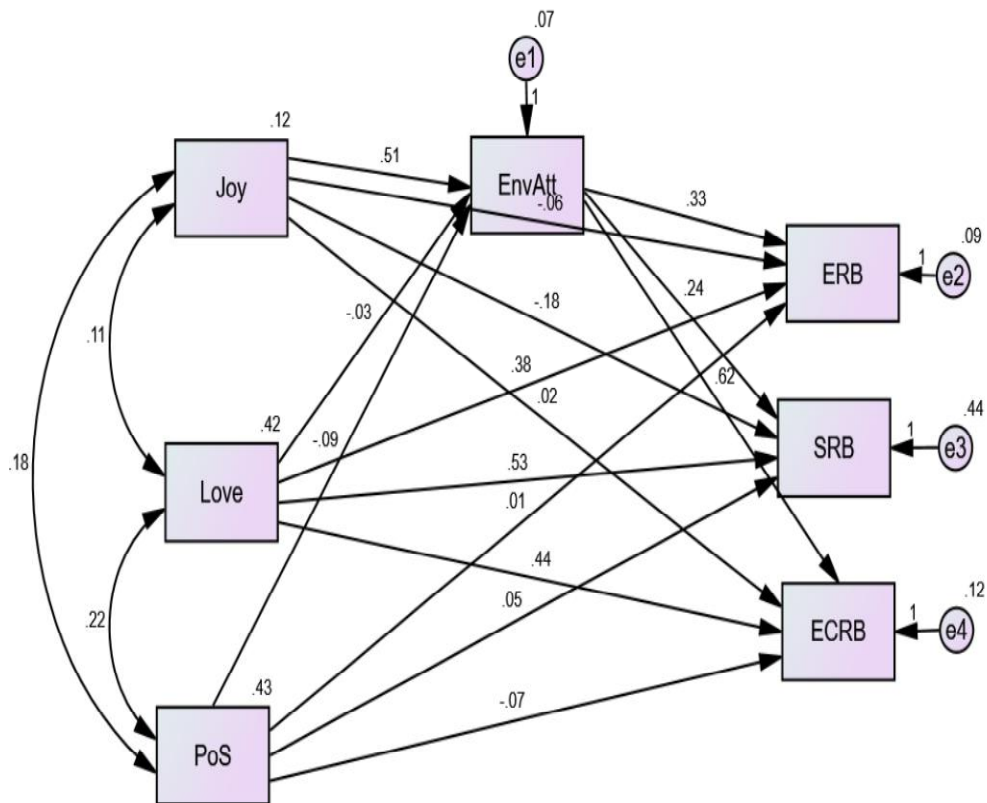 .07
e1
1
.12
.51
Joy
EnvAtt
-.06
.33
.09
1
ERB
e2
-.03
-.18
.24
.11
.38
.02
.62
.42
.44
-.09
1
.18
Love
.53
SRB
e3
.01
.22
.44
.05
.12
1
ECRB
e4
.43
-.07
PoS